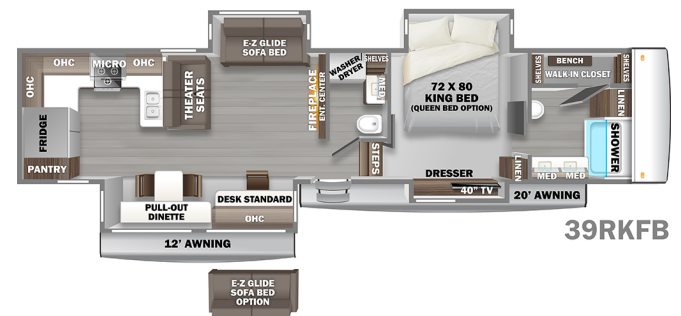 OHC
MICRO
OHC
OHC
FRIDGE
PANTRY
THEATER
SEATS
E-Z GLIDE
SOFA BED
FIREPLACE
ENT. CENTER
WASHER/
DRYER
SHELVES
MED
STEPS
72 X 80
KING BED
(QUEEN BED OPTION)
DRESSER
40" TV
SHELVES
BENCH
WALK-IN CLOSET
SHELVES
LINEN
SHOWER
LINEN
MED
MED
20' AWNING
PULL-OUT
DINETTE
DESK STANDARD
OHC
12' AWNING
39RKFB
E-Z GLIDE
SOFA BED
OPTION